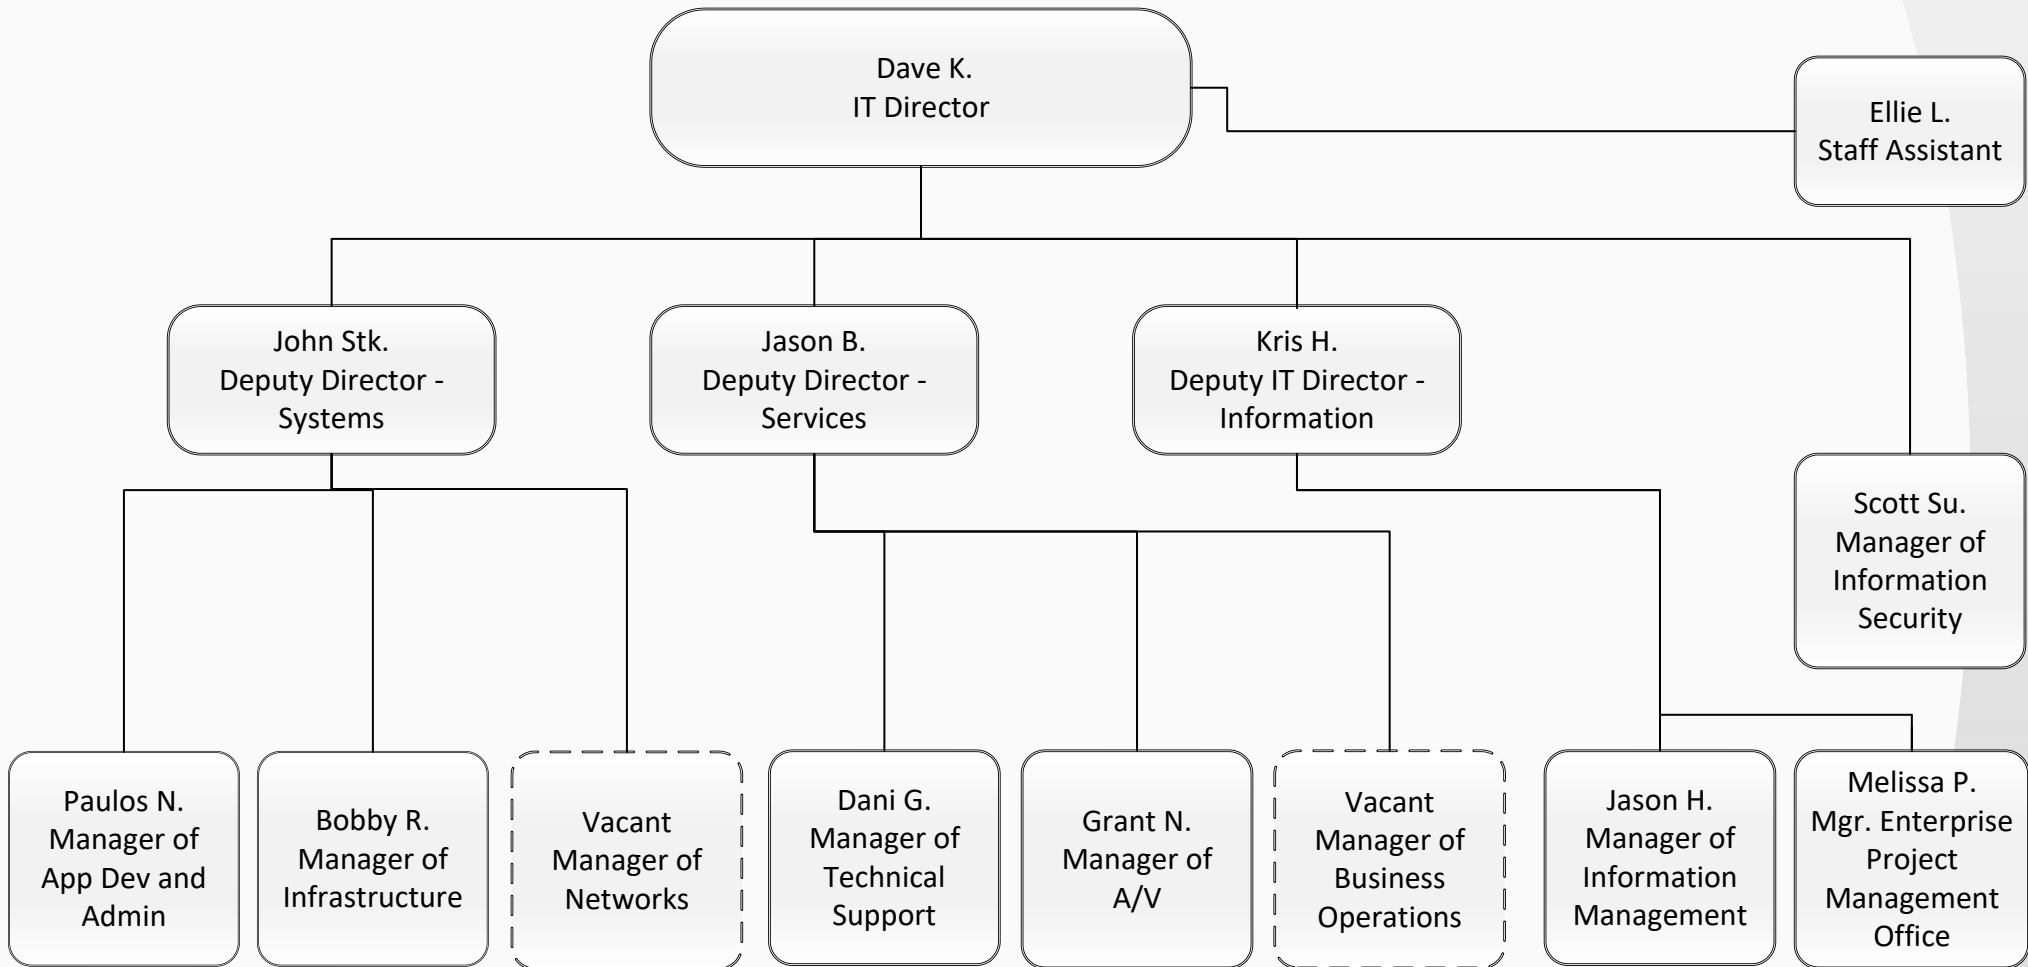 Dave K.
IT Director
Ellie L.
Staff Assistant
John Stk.
Deputy Director -
Systems
Jason B.
Deputy Director -
Services
Kris H.
Deputy IT Director -
Information
Scott Su.
Manager of
Information
Security
Paulos N.
Manager of
App Dev and
Admin
Bobby R.
Manager of
Infrastructure
Vacant
Manager of
Networks
Dani G.
Manager of
Technical
Support
Grant N.
Manager of
A/V
Vacant
Manager of
Business
Operations
Jason H.
Manager of
Information
Management
Melissa P.
Mgr. Enterprise
Project
Management
Office